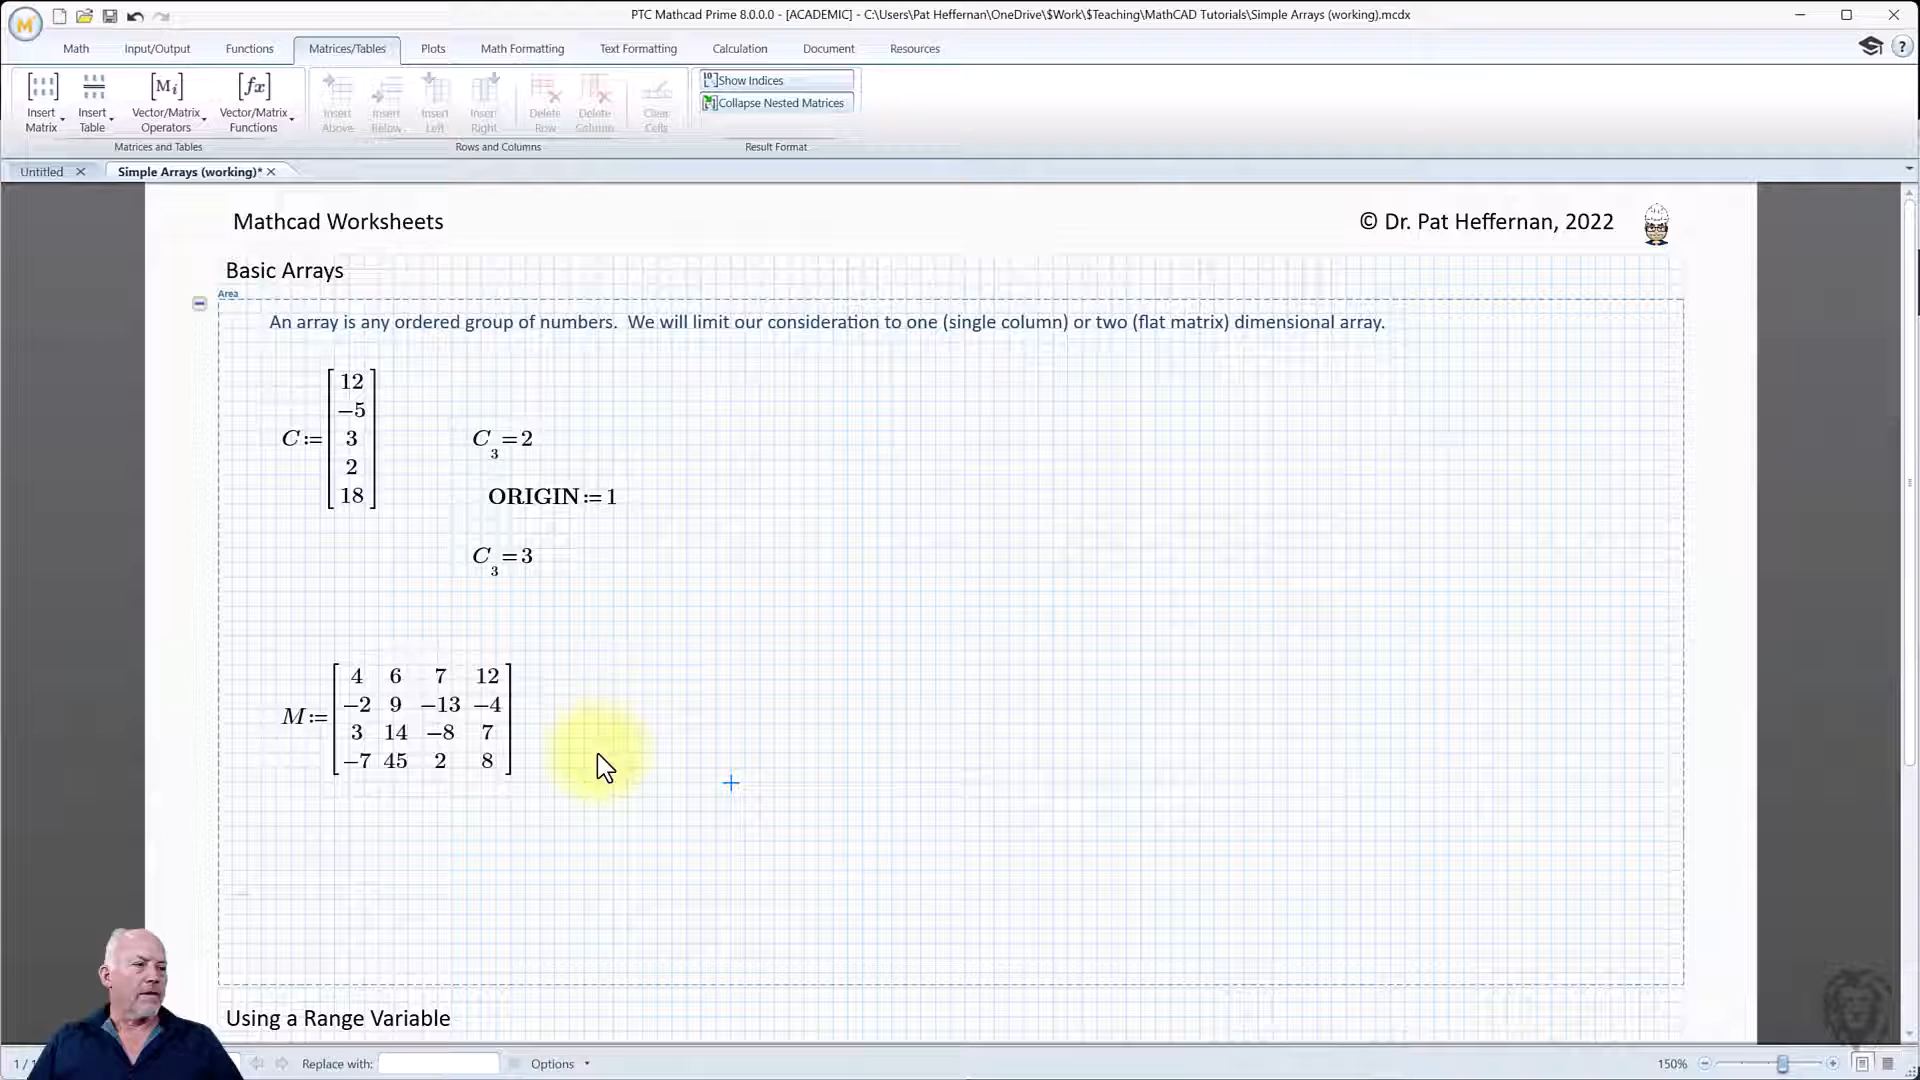 PTC Mathcad Prime 8.0.0.0 - [ACADEMIC] - C:\Users\Pat Heffernan\OneDrive\$Work\$Teaching\MathCAD Tutorials\Simple Arrays (working).mcdx
Math Input/Output Functions Matrices/Tables Plots Math Formatting Text Formatting Calculation Document Resources
Insert Matrix
Insert Table
Vector/Matrix Operators
Vector/Matrix Functions
Insert Above
Insert Below
Insert Left
Insert Right
Delete Row
Delete Column
Clear Cells
Show Indices
Collapse Nested Matrices
Matrices and Tables Rows and Columns Result Format
Untitled Simple Arrays (working)*
Mathcad Worksheets © Dr. Pat Heffernan, 2022
Basic Arrays
Area
An array is any ordered group of numbers. We will limit our consideration to one (single column) or two (flat matrix) dimensional array.
12
−5
C:= 3 C3=2
2
18 ORIGIN:=1
C3=3
4 6 7 12
−2 9 −13 −4
M:=
3 14 −8 7
−7 45 2 8
Using a Range Variable
1 / Replace with: Options 150%